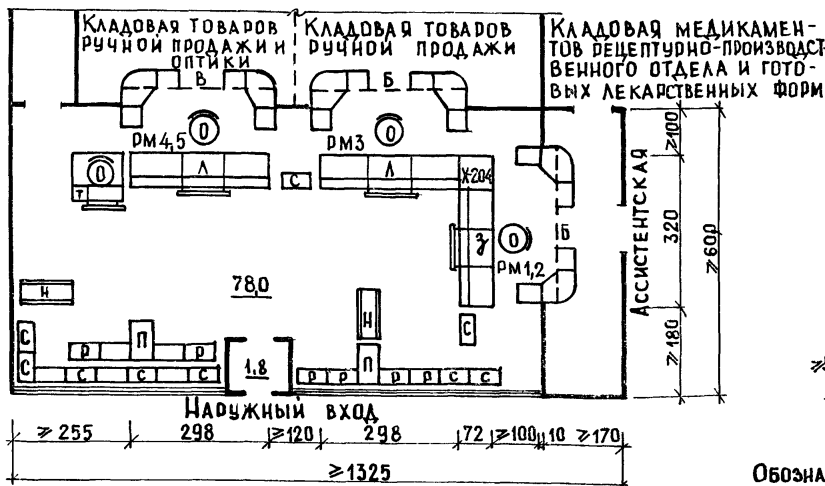 КЛАДОВАЯ ТОВАРОВ
РУЧНОЙ ПРОДАЖИ И
ОПТИКИ
КЛАДОВАЯ ТОВАРОВ
РУЧНОЙ ПРОДАЖИ
КЛАДОВАЯ МЕДИКАМЕН-
ТОВ РЕЦЕПТУРНО-ПРОИЗВОДСТ
ВЕННОГО ОТДЕЛА И ГОТО-
ВЫХ ЛЕКАРСТВЕННЫХ ФОРМ
В
Б
О
О
РМ4,5
РМ3
О
Т
Л
С
Л
Х-204
З
О
Б
РМ1,2
АССИСТЕНТСКАЯ
≥100
320
≥600
≥180
78,0
Н
Н
С
С
С
П
Р
Р
С
С
С
1,8
П
Р
Р
Р
Р
С
С
НАРУЖНЫЙ ВХОД
≥255
298
≥120
298
72
≥100
10
≥170
≥1325
ОБОЗНА